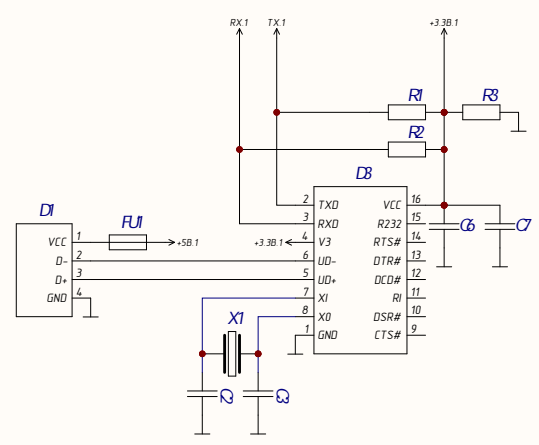 RX.1 TX.1 +3.3В.1
R1 R3
R2
D3
2 TXD VCC 16
3 RXD R232 15
C6 C7
D1 FU1
VCC 1 +5В.1
+3.3В.1 4 V3 RTS# 14
D- 2 6 UD- DTR# 13
D+ 3 5 UD+ DCD# 12
GND 4 7 XI RI 11
X1 8 XO DSR# 10
1 GND CTS# 9
C2 C3